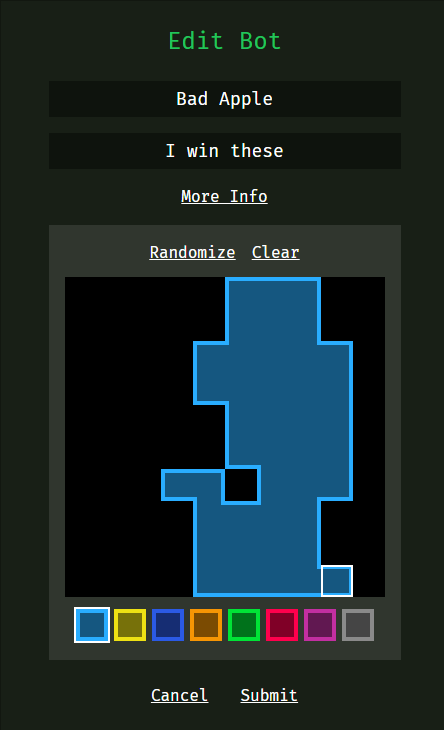 Edit Bot
Bad Apple
I win these
More Info
Randomize Clear
Cancel Submit